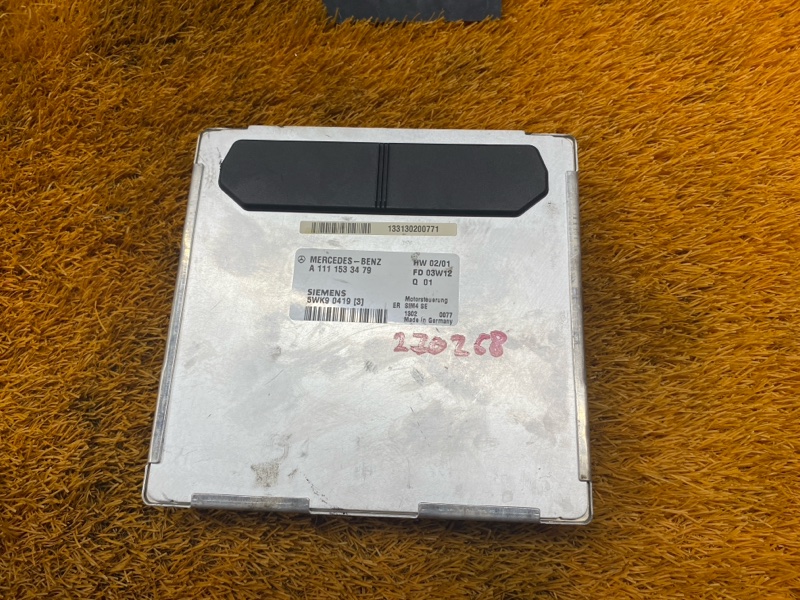 133130200771
MERCEDES-BENZ HW 02/01
A 111 153 34 79 FD 03W12
Q 01
SIEMENS Motorsteuerung
5WK9 0419 [3] ER SIM4 SE
1302 0077
Made in Germany
220268